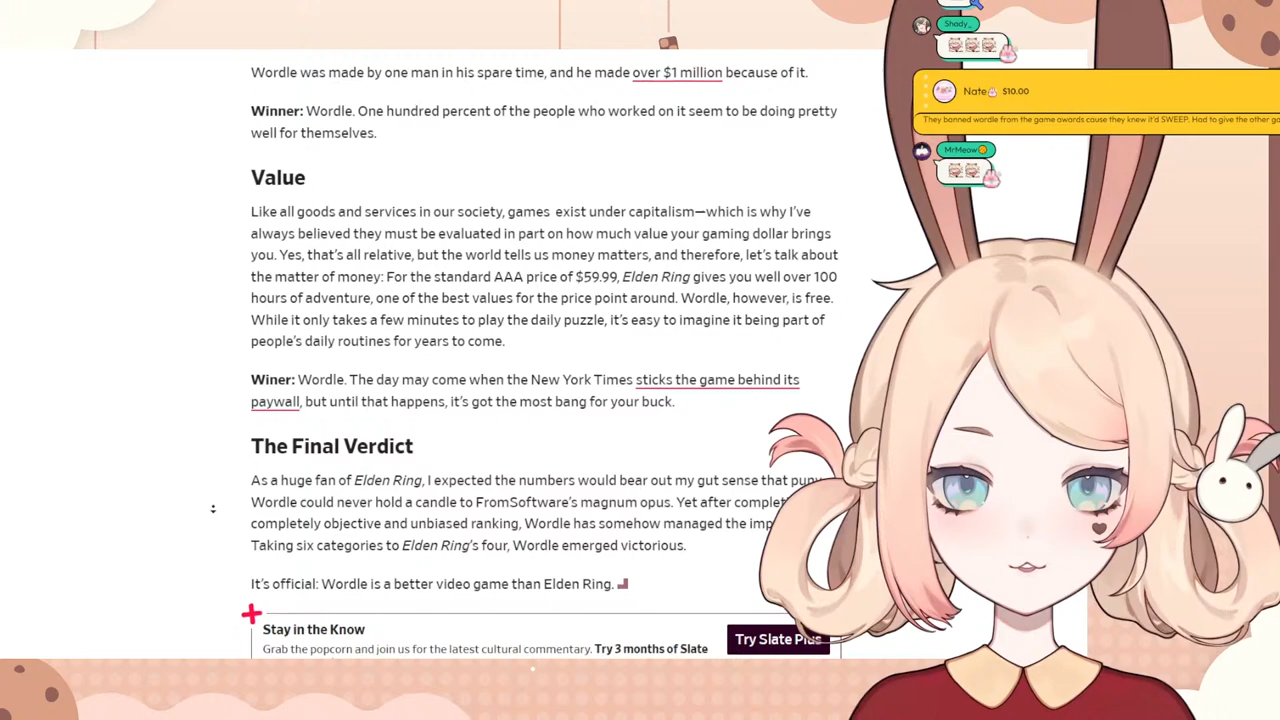 Wordle was made by one man in his spare time, and he made over $1 million because of it.
Winner: Wordle. One hundred percent of the people who worked on it seem to be doing pretty
well for themselves.
Value
Like all goods and services in our society, games exist under capitalism—which is why I've
always believed they must be evaluated in part on how much value your gaming dollar brings
you. Yes, that's all relative, but the world tells us money matters, and therefore, let's talk about
the matter of money: For the standard AAA price of $59.99, Elden Ring gives you well over 100
hours of adventure, one of the best values for the price point around. Wordle, however, is free.
While it only takes a few minutes to play the daily puzzle, it's easy to imagine it being part of
people's daily routines for years to come.
Winer: Wordle. The day may come when the New York Times sticks the game behind its
paywall, but until that happens, it's got the most bang for your buck.
The Final Verdict
As a huge fan of Elden Ring, I expected the numbers would bear out my gut sense that puny
Wordle could never hold a candle to FromSoftware's magnum opus. Yet after complet
completely objective and unbiased ranking, Wordle has somehow managed the imp
Taking six categories to Elden Ring's four, Wordle emerged victorious.
It's official: Wordle is a better video game than Elden Ring.
Stay in the Know
Grab the popcorn and join us for the latest cultural commentary. Try 3 months of Slate
Try Slate Plus
Shady_
Nate $10.00
They banned wordle from the game awards cause they knew it'd SWEEP. Had to give the other ga
MrMeow